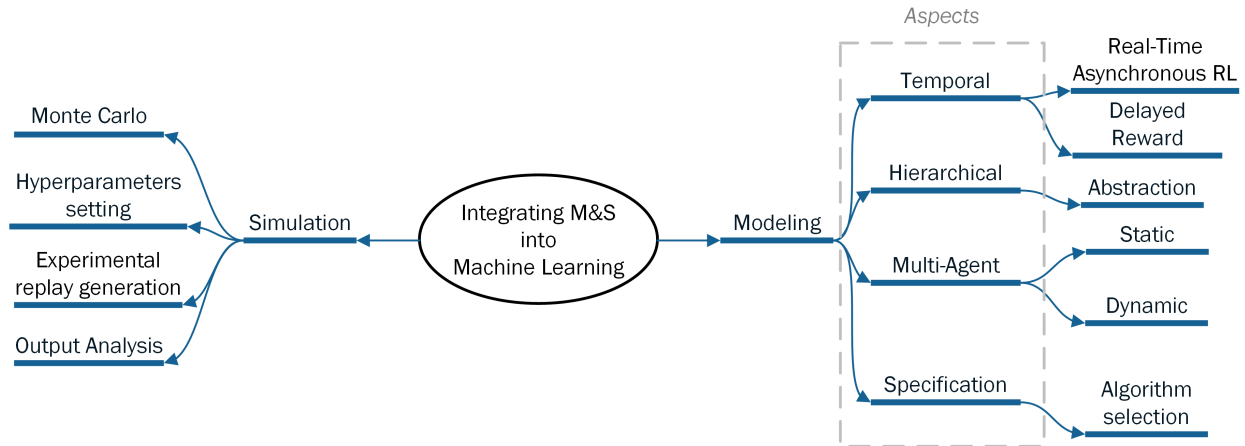 Aspects
Real-Time
Asynchronous RL
Temporal
Delayed
Reward
Monte Carlo
Hierarchical
Abstraction
Hyperparameters
setting
Simulation
Integrating M&S
into
Machine Learning
Modeling
Static
Multi-Agent
Experimental
replay generation
Dynamic
Output Analysis
Specification
Algorithm
selection